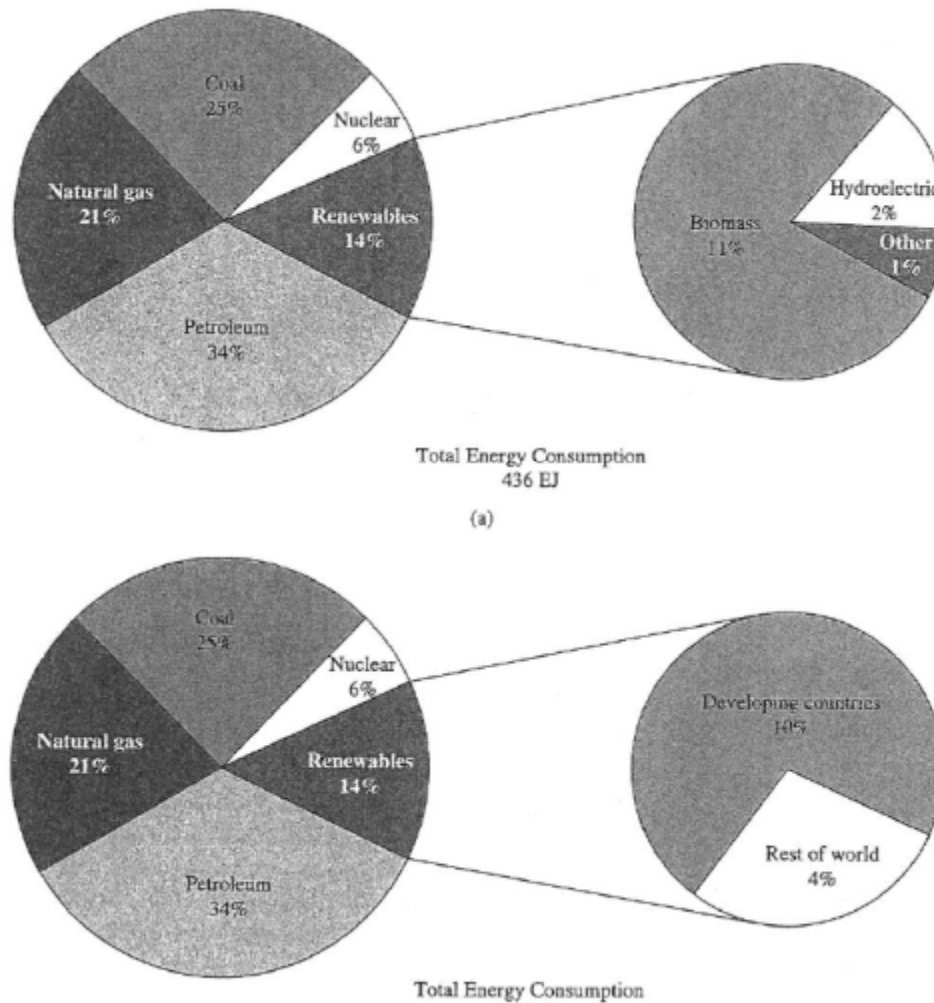 Coal
25%
Nuclear
6%
Natural gas
21%
Renewables
14%
Petroleum
34%
Biomass
11%
Hydroelectric
2%
Other
1%
Total Energy Consumption
436 EJ
(a)
Coal
25%
Nuclear
6%
Natural gas
21%
Renewables
14%
Petroleum
34%
Developing countries
10%
Rest of world
4%
Total Energy Consumption